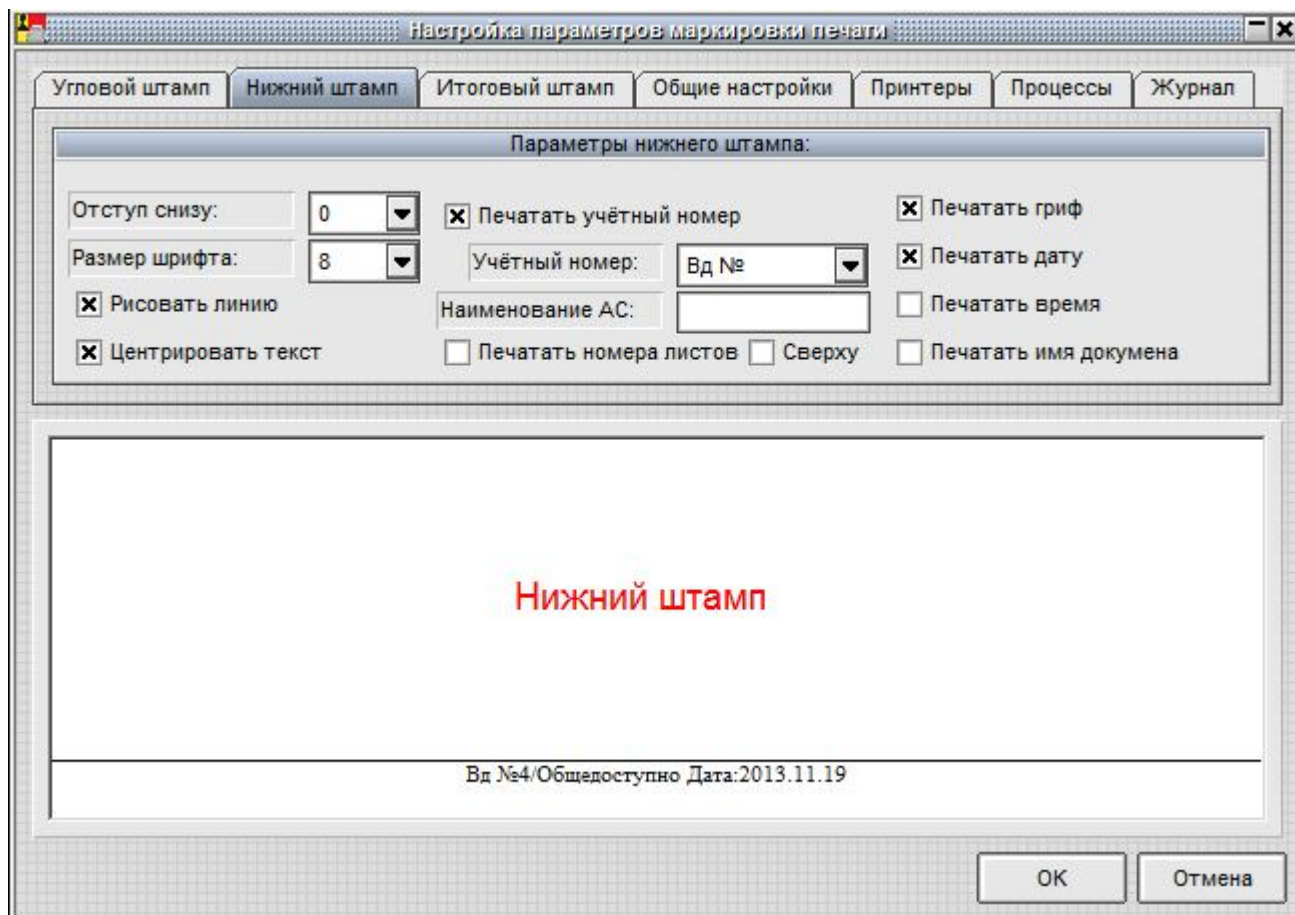 Настройка параметров маркировки печати
Угловой штамп Нижний штамп Итоговый штамп Общие настройки Принтеры Процессы Журнал
Параметры нижнего штампа:
Отступ снизу: 0 Печатать учётный номер Печатать гриф
Размер шрифта: 8 Учётный номер: Вд № Печатать дату
Рисовать линию Наименование АС: Печатать время
Центрировать текст Печатать номера листов Сверху Печатать имя докумена
Нижний штамп
Вд №4/Общедоступно Дата:2013.11.19
ОК Отмена